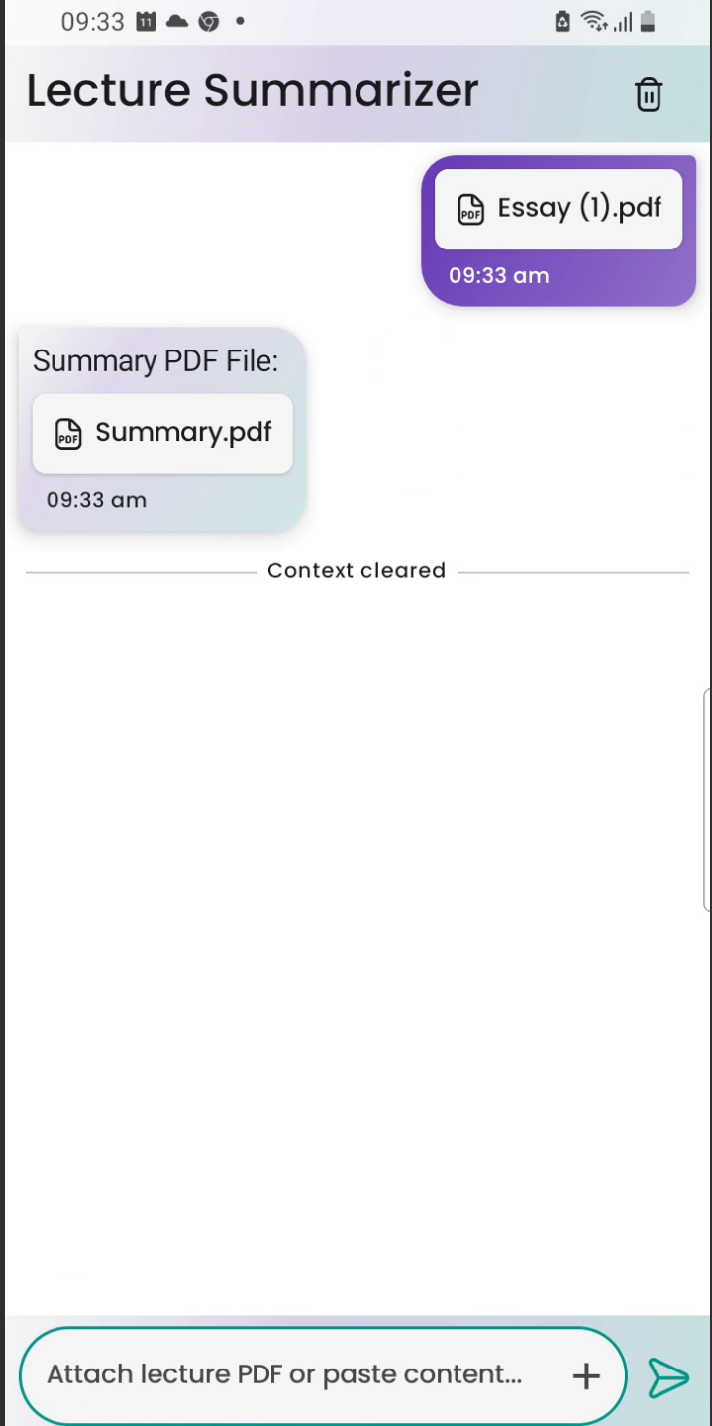 09:33
Lecture Summarizer
PDF Essay (1).pdf
09:33 am
Summary PDF File:
PDF Summary.pdf
09:33 am
Context cleared
Attach lecture PDF or paste content...